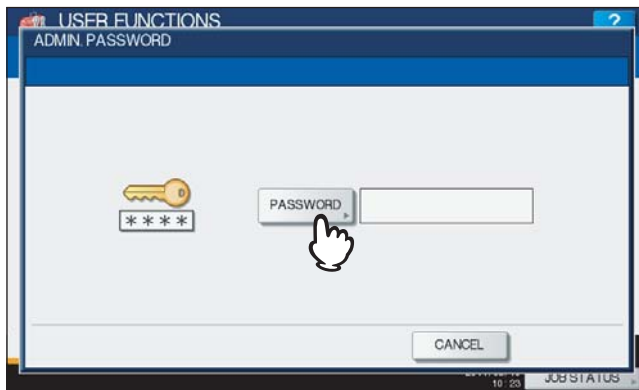 USER FUNCTIONS
?
ADMIN. PASSWORD
PASSWORD
****
CANCEL
10:23
JOB STATUS